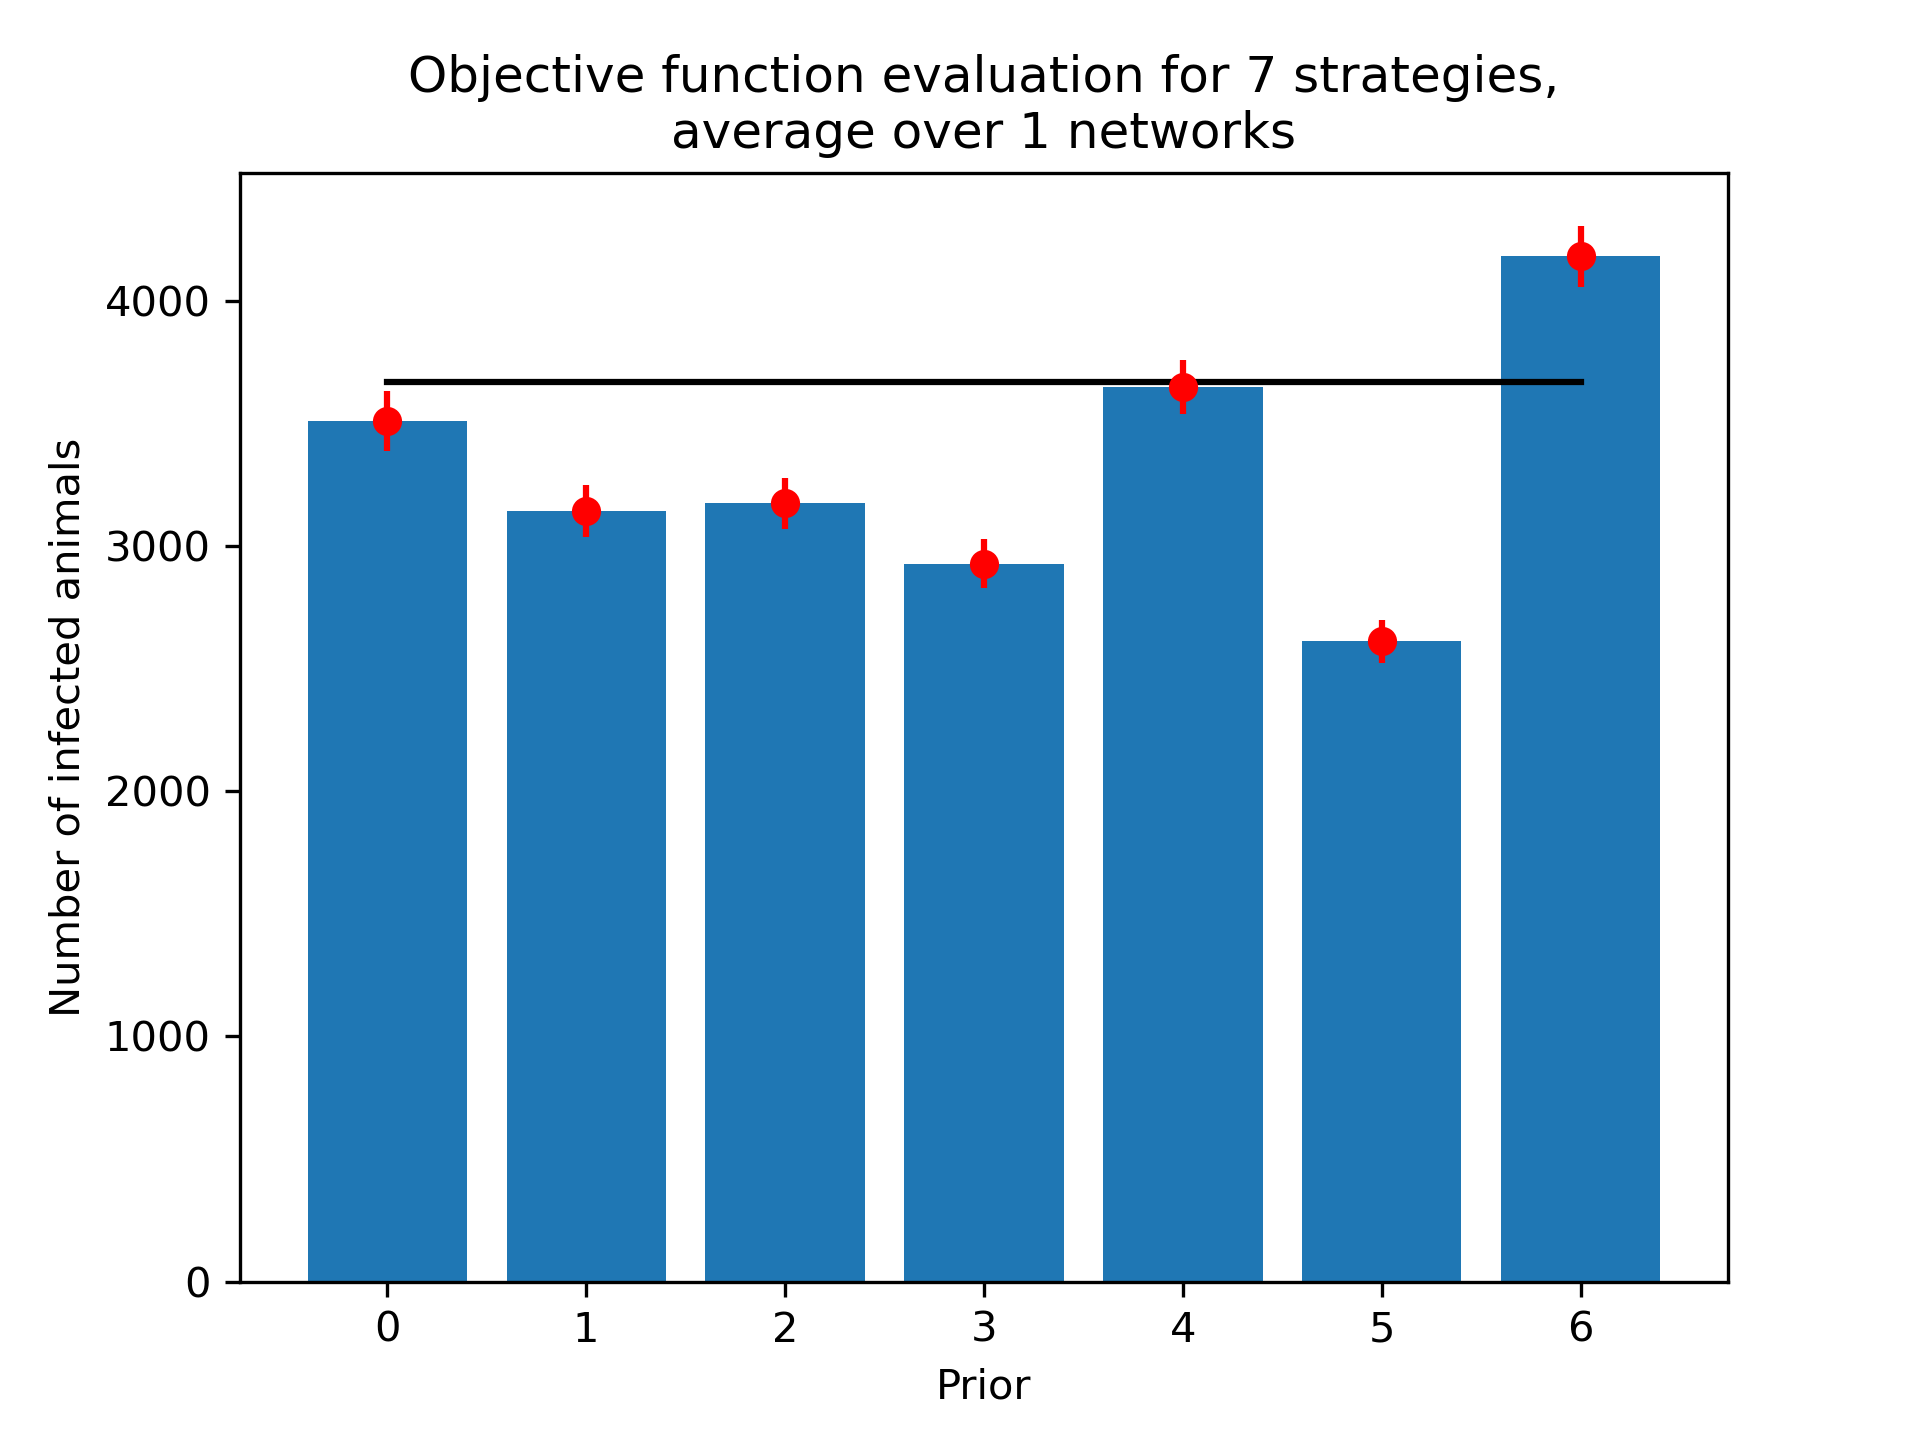 Objective function evaluation for 7 strategies,
average over 1 networks
Number of infected animals
4000
3000
2000
1000
0
0 1 2 3 4 5 6
Prior